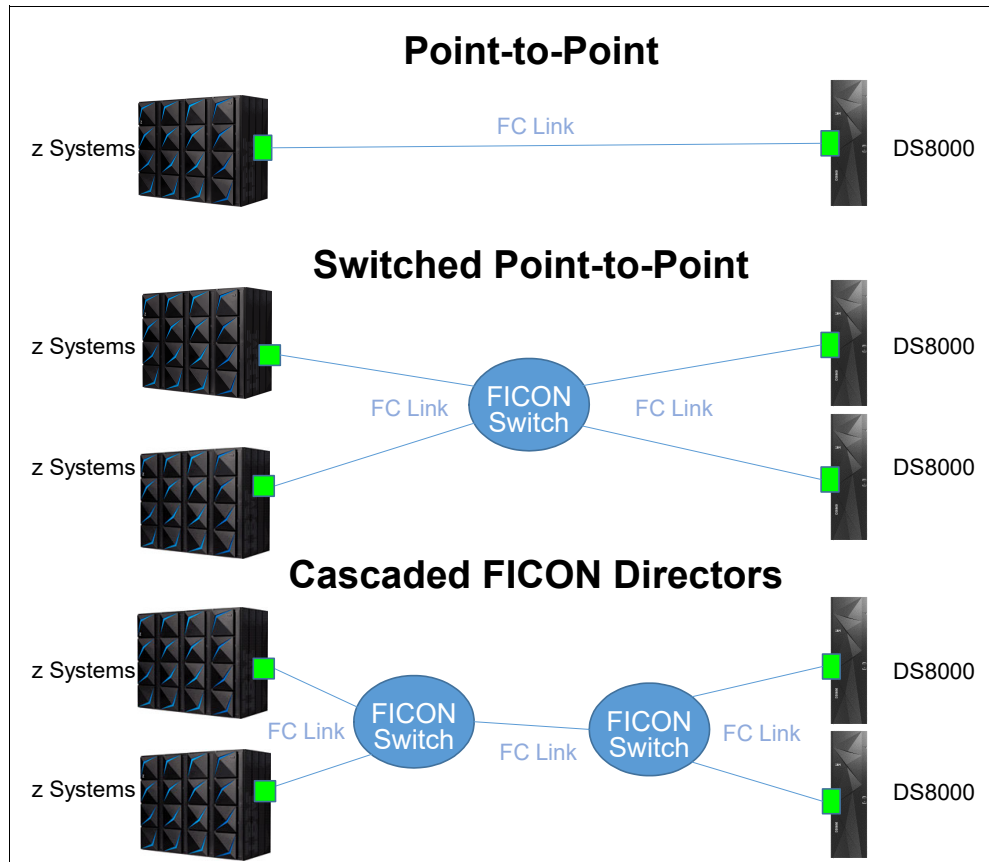 Point-to-Point
FC Link
z Systems
DS8000
Switched Point-to-Point
z Systems
DS8000
FICON
Switch
FC Link
FC Link
z Systems
DS8000
Cascaded FICON Directors
z Systems
DS8000
FICON
Switch
FICON
Switch
FC Link
FC Link
FC Link
z Systems
DS8000